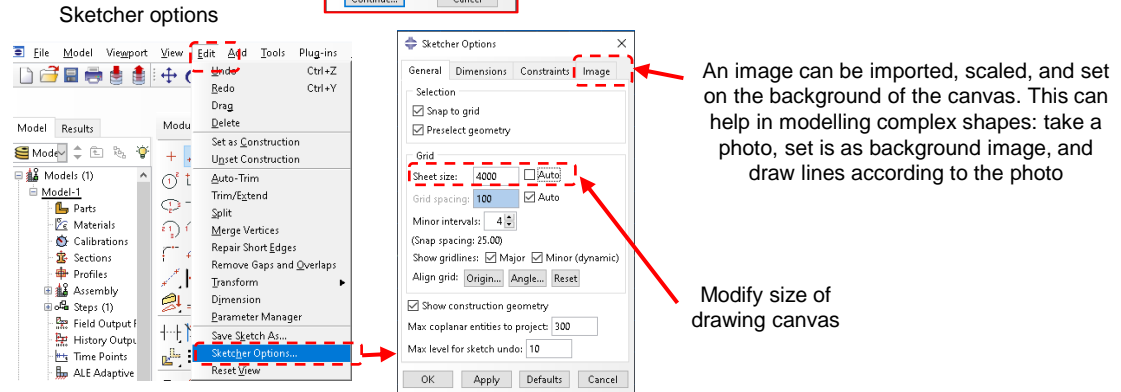 Continue... Cancel
Sketcher options
File Model Viewport View Edit Add Tools Plug-ins
Undo Ctrl+Z
Redo Ctrl+Y
Drag
Delete
Set as Construction
Unset Construction
Auto-Trim
Trim/Extend
Split
Merge Vertices
Repair Short Edges
Remove Gaps and Overlaps
Transform
Dimension
Parameter Manager
Save Sketch As...
Sketcher Options...
Reset View
Model Results
Modu
Mode
Models (1)
Model-1
Parts
Materials
Calibrations
Sections
Profiles
Assembly
Steps (1)
Field Output F
History Outpu
Time Points
ALE Adaptive
Sketcher Options
General Dimensions Constraints Image
Selection
Snap to grid
Preselect geometry
Grid
Sheet size: 4000 Auto
Grid spacing: 100 Auto
Minor intervals: 4
(Snap spacing: 25.00)
Show gridlines: Major Minor (dynamic)
Align grid: Origin... Angle... Reset
Show construction geometry
Max coplanar entities to project: 300
Max level for sketch undo: 10
OK Apply Defaults Cancel
An image can be imported, scaled, and set
on the background of the canvas. This can
help in modelling complex shapes: take a
photo, set is as background image, and
draw lines according to the photo
Modify size of
drawing canvas